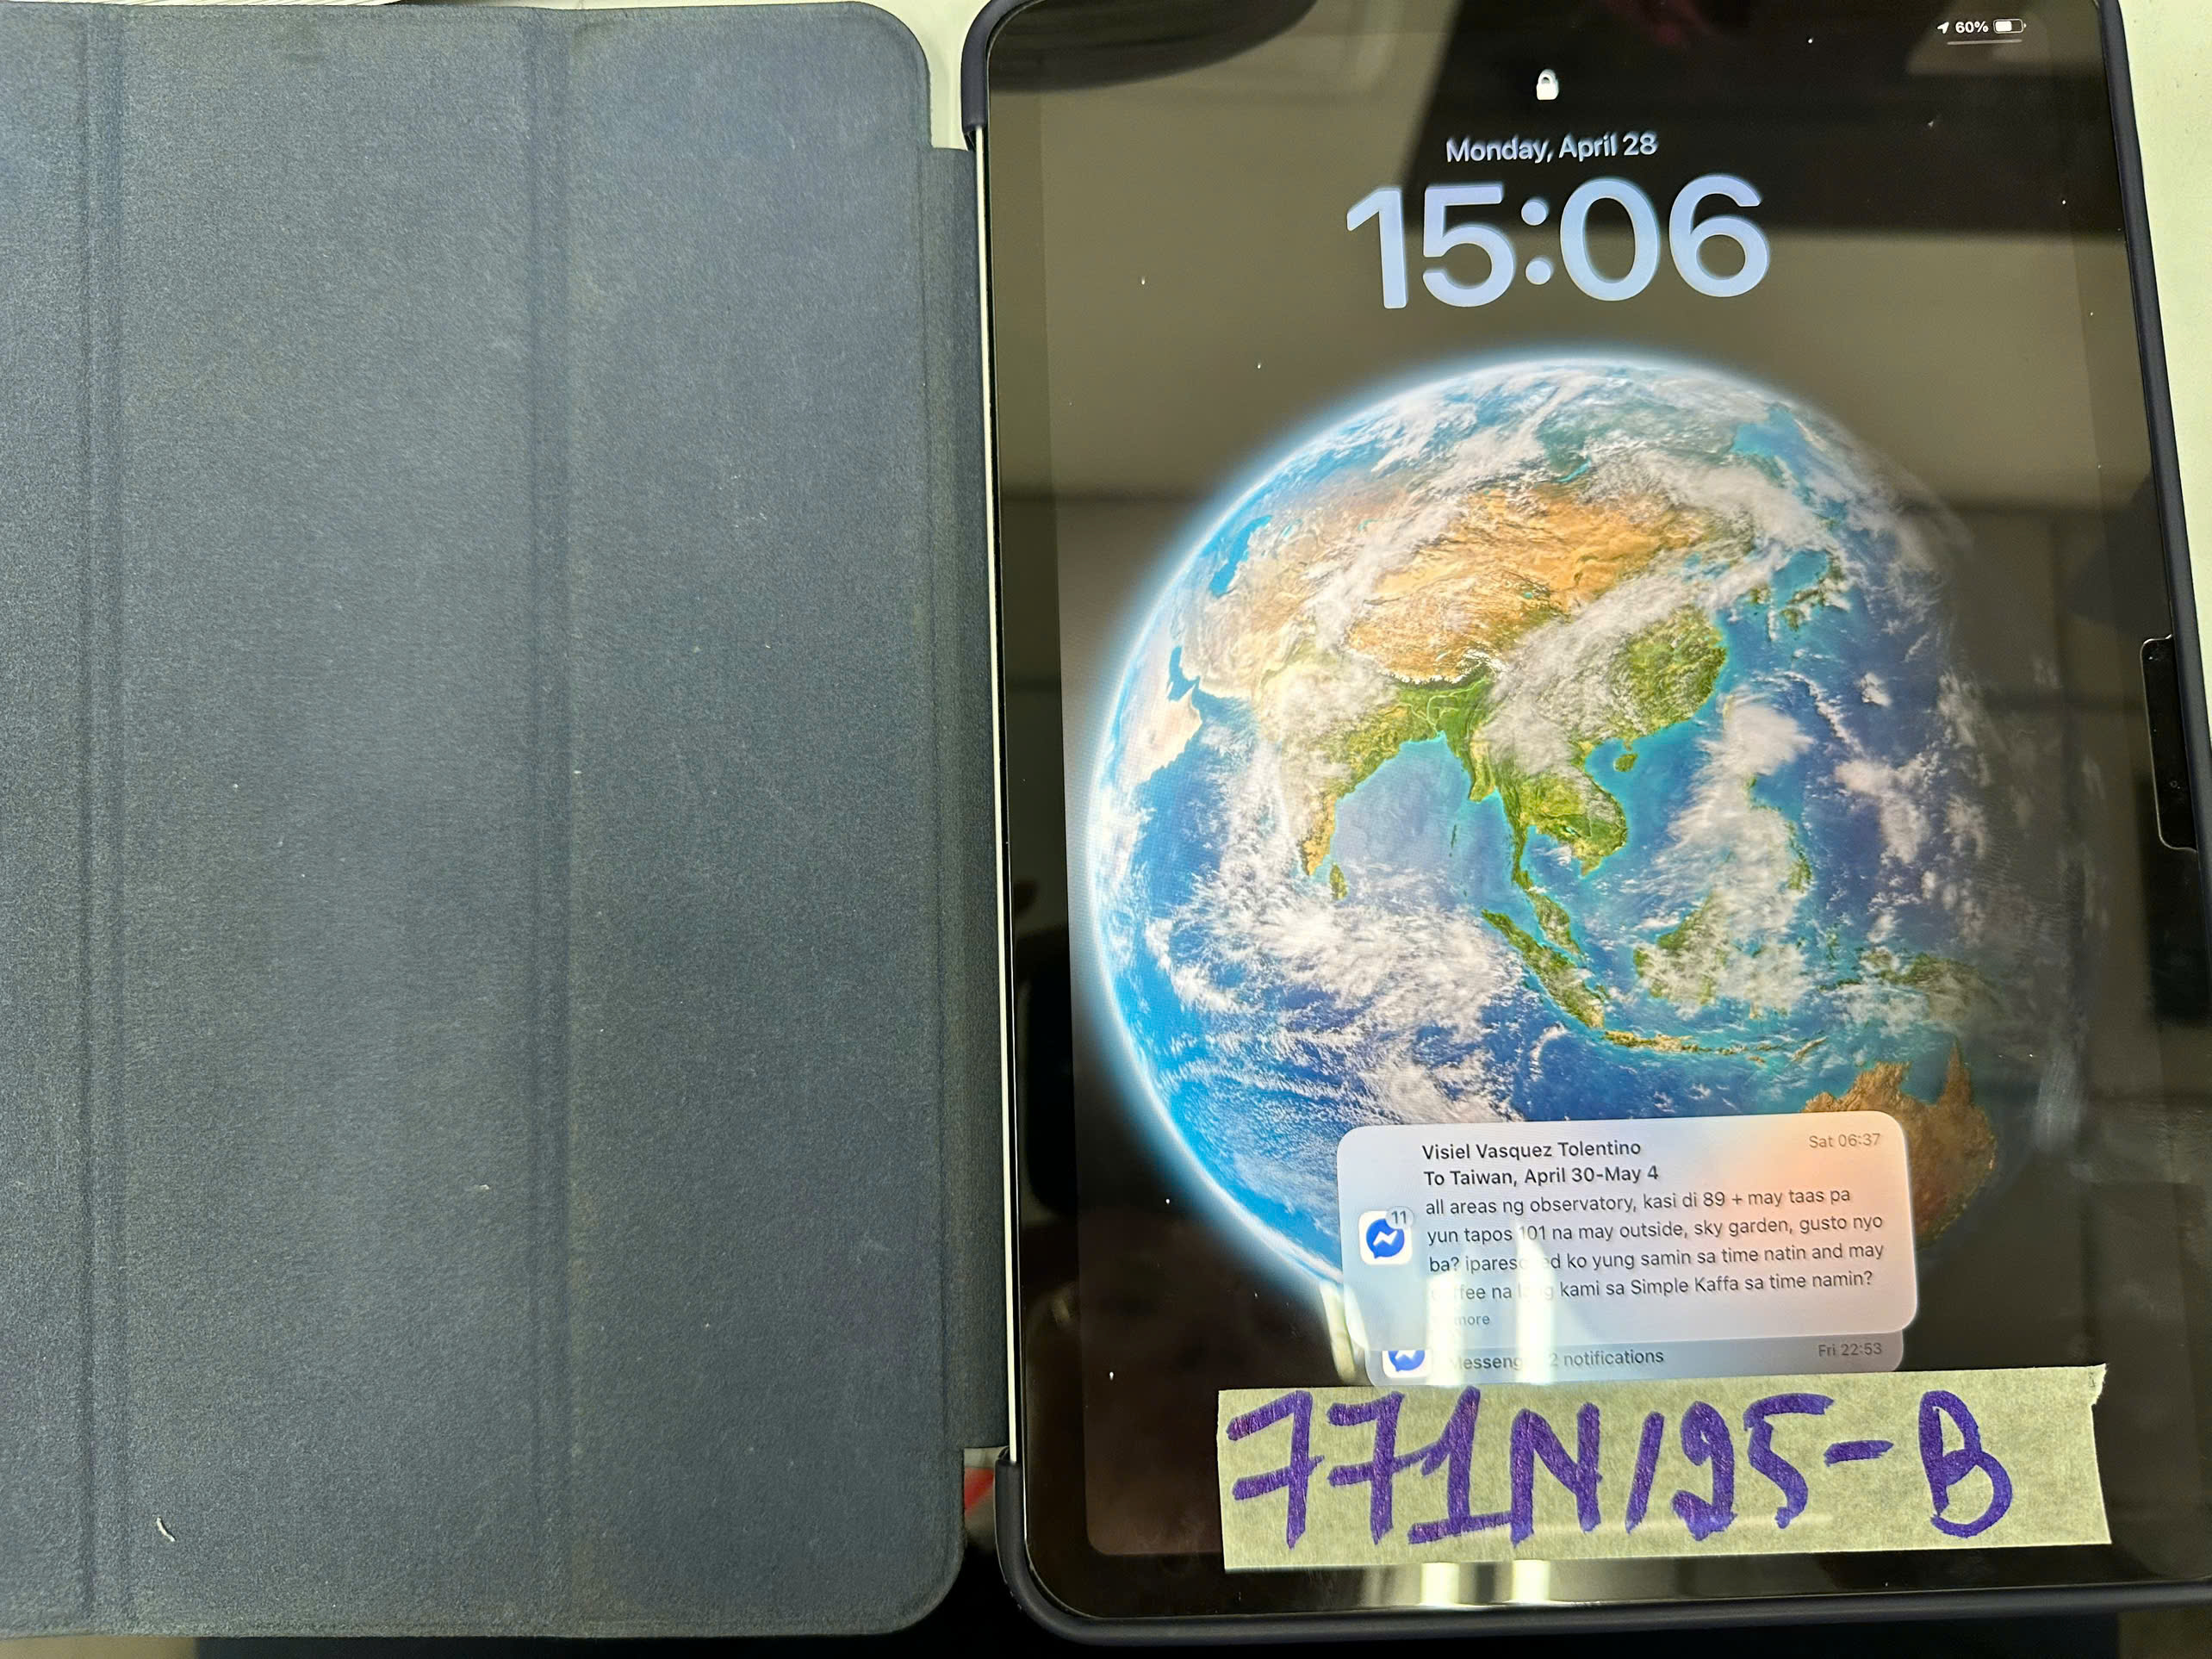 60%
Monday, April 28
15:06
Visiel Vasquez Tolentino
Sat 06:37
To Taiwan, April 30-May 4
all areas ng observatory, kasi di 89 + may taas pa
yun tapos 101 na may outside, sky garden, gusto nyo
ba? ko yung samin sa time natin and may
na kami sa Simple Kaffa sa time namin?
more
11
2 notifications
Fri 22:53
771N195-B